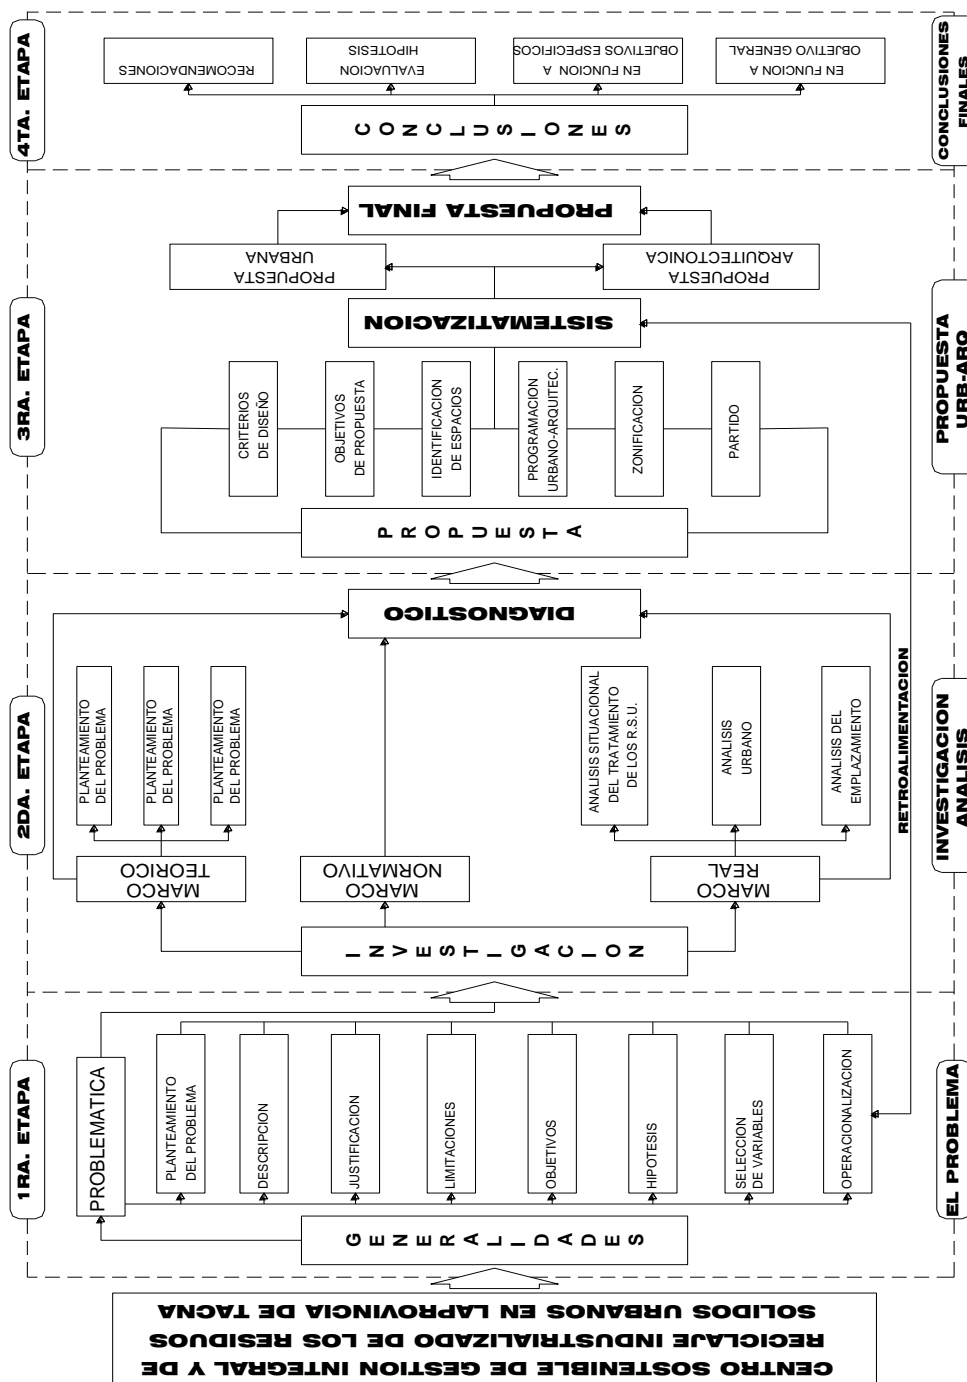 CENTRO SOSTENIBLE DE GESTION INTEGRAL Y DE
RECICLAJE INDUSTRIALIZADO DE LOS RESIDUOS
SOLIDOS URBANOS EN LAPROVINCIA DE TACNA
1RA. ETAPA
GENERALIDADES
PROBLEMATICA
PLANTEAMIENTO
DEL PROBLEMA
DESCRIPCION
JUSTIFICACION
LIMITACIONES
OBJETIVOS
HIPOTESIS
SELECCION
DE VARIABLES
OPERACIONALIZACION
EL PROBLEMA
2DA. ETAPA
INVESTIGACION
MARCO
TEORICO
PLANTEAMIENTO
DEL PROBLEMA
PLANTEAMIENTO
DEL PROBLEMA
PLANTEAMIENTO
DEL PROBLEMA
MARCO
NORMATIVO
MARCO
REAL
ANALISIS SITUACIONAL
DEL TRATAMIENTO
DE LOS R.S.U.
ANALISIS
URBANO
ANALISIS DEL
EMPLAZAMIENTO
DIAGNOSTICO
RETROALIMENTACION
INVESTIGACION
ANALISIS
3RA. ETAPA
PROPUESTA
CRITERIOS
DE DISEÑO
OBJETIVOS
DE PROPUESTA
IDENTIFICACION
DE ESPACIOS
PROGRAMACION
URBANO-ARQUITEC.
ZONIFICACION
PARTIDO
SISTEMATIZACION
PROPUESTA
URBANA
PROPUESTA
ARQUITECTONICA
PROPUESTA FINAL
PROPUESTA
URB-ARQ
4TA. ETAPA
CONCLUSIONES
RECOMENDACIONES
EVALUACION
HIPOTESIS
EN FUNCION A
OBJETIVOS ESPECIFICOS
EN FUNCION A
OBJETIVO GENERAL
CONCLUSIONES
FINALES